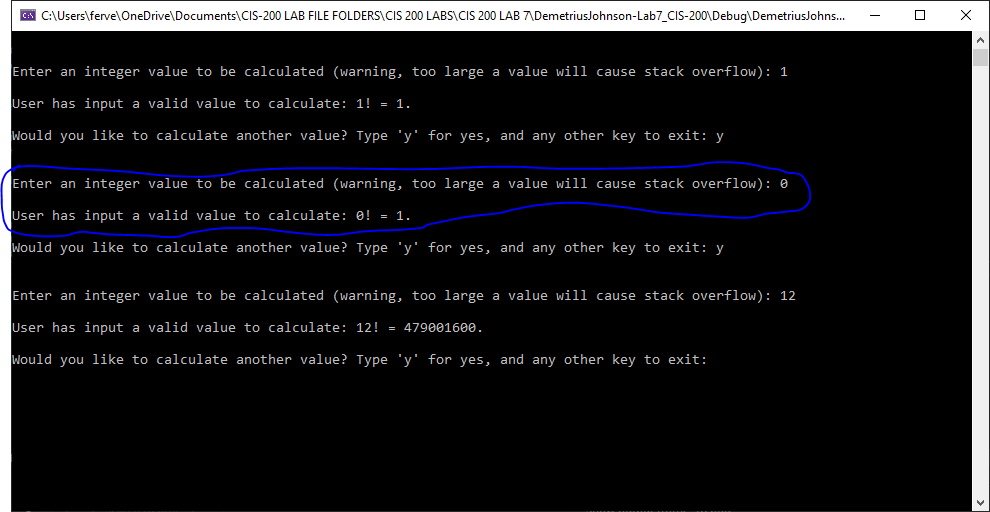 C:\Users\ferve\OneDrive\Documents\CIS-200 LAB FILE FOLDERS\CIS 200 LABS\CIS 200 LAB 7\DemetriusJohnson-Lab7_CIS-200\Debug\DemetriusJohns...
Enter an integer value to be calculated (warning, too large a value will cause stack overflow): 1
User has input a valid value to calculate: 1! = 1.
Would you like to calculate another value? Type 'y' for yes, and any other key to exit: y
Enter an integer value to be calculated (warning, too large a value will cause stack overflow): 0
User has input a valid value to calculate: 0! = 1.
Would you like to calculate another value? Type 'y' for yes, and any other key to exit: y
Enter an integer value to be calculated (warning, too large a value will cause stack overflow): 12
User has input a valid value to calculate: 12! = 479001600.
Would you like to calculate another value? Type 'y' for yes, and any other key to exit: